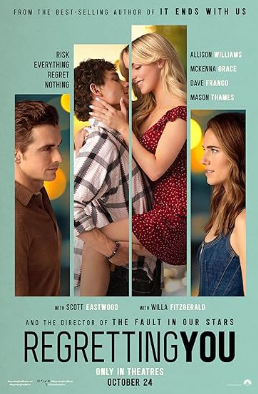 FROM THE BEST-SELLING AUTHOR OF IT ENDS WITH US
RISK
EVERYTHING
REGRET
NOTHING
ALLISON WILLIAMS
MCKENNA GRACE
DAVE FRANCO
MASON THAMES
WITH SCOTT EASTWOOD
WITH WILLA FITZGERALD
AND THE DIRECTOR OF THE FAULT IN OUR STARS
REGRETTING YOU
ONLY IN THEATRES
OCTOBER 24